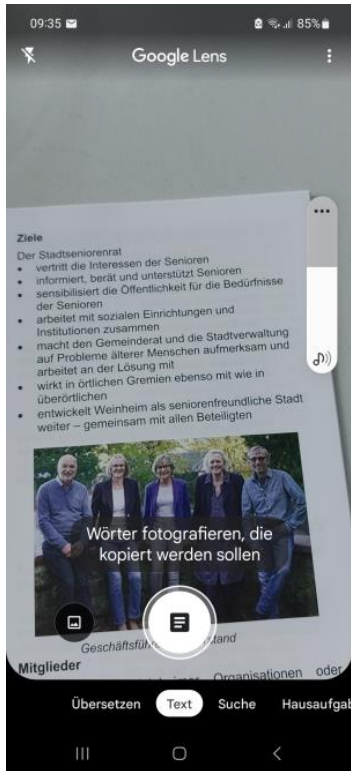 09:35 85%
Google Lens
Ziele
Der Stadtseniorenrat
• vertritt die Interessen der Senioren
• informiert, berät und unterstützt Senioren
• sensibilisiert die Öffentlichkeit für die Bedürfnisse
der Senioren
• arbeitet mit sozialen Einrichtungen und
Institutionen zusammen
• macht den Gemeinderat und die Stadtverwaltung
auf Probleme älterer Menschen aufmerksam und
arbeitet an der Lösung mit
• wirkt in örtlichen Gremien ebenso mit wie in
überörtlichen
• entwickelt Weinheim als seniorenfreundliche Stadt
weiter – gemeinsam mit allen Beteiligten
Wörter fotografieren, die
kopiert werden sollen
Mitglieder
Organisationen oder
Übersetzen Text Suche Hausaufgab